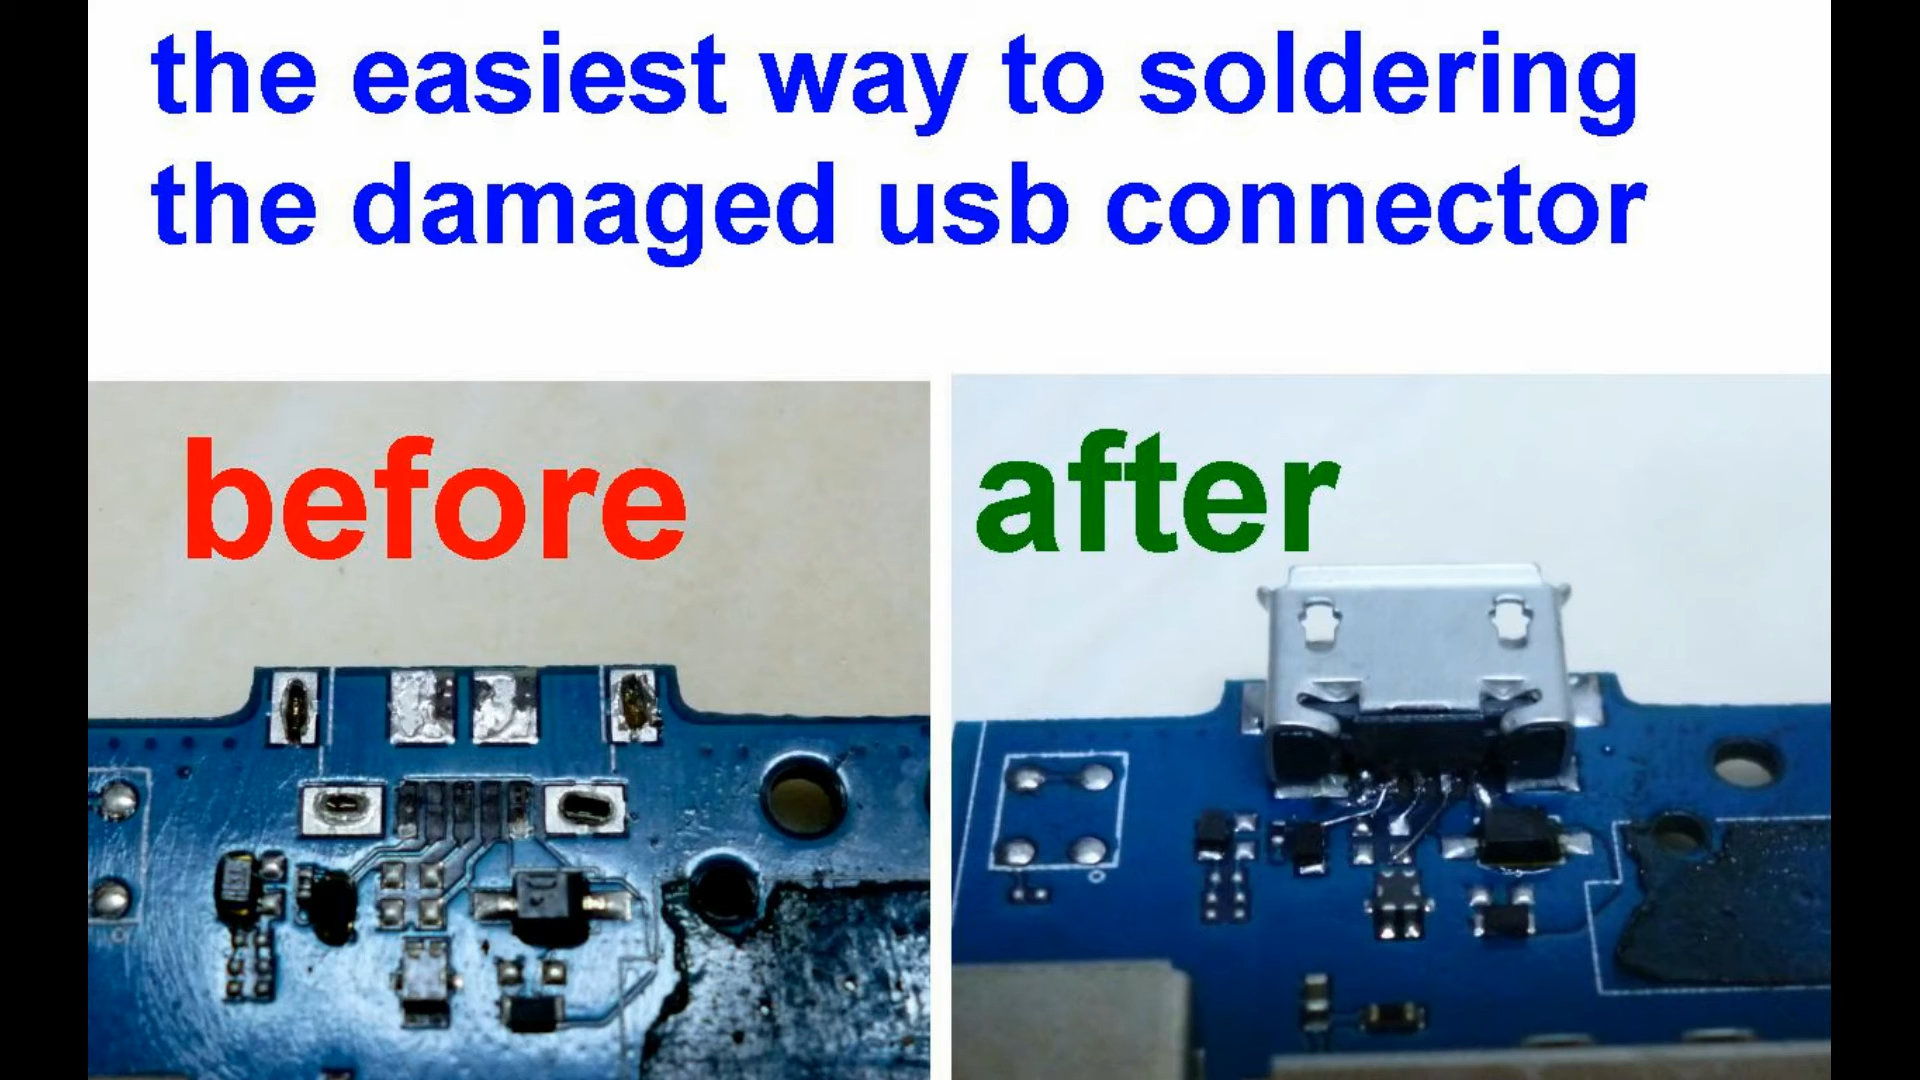 the easiest way to soldering
the damaged usb connector
before
after